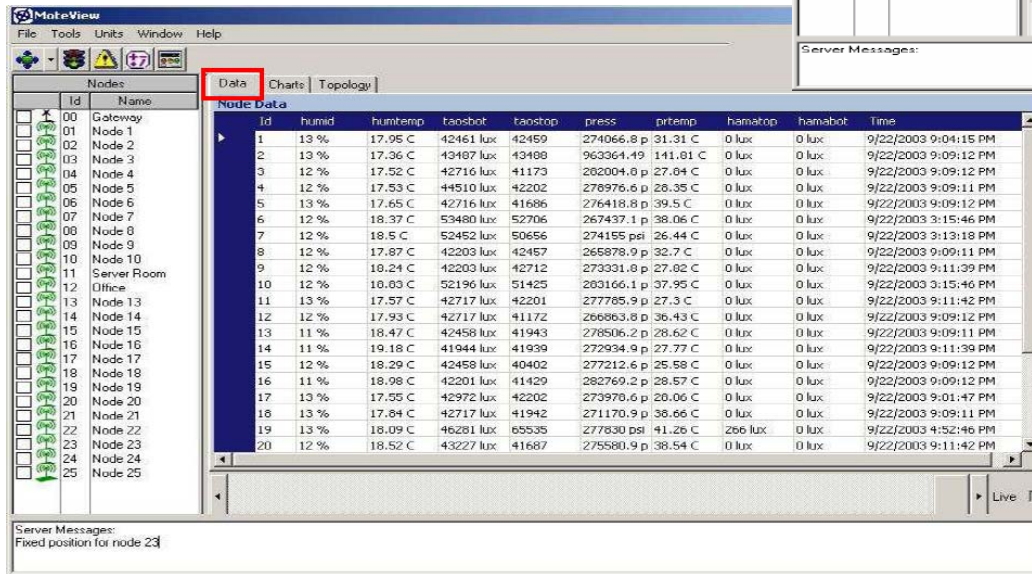 MoteView
File Tools Units Window Help
Server Messages:
Nodes
Id Name
00 Gateway
01 Node 1
02 Node 2
03 Node 3
04 Node 4
05 Node 5
06 Node 6
07 Node 7
08 Node 8
09 Node 9
10 Node 10
11 Server Room
12 Office
13 Node 13
14 Node 14
15 Node 15
16 Node 16
17 Node 17
18 Node 18
19 Node 19
20 Node 20
21 Node 21
22 Node 22
23 Node 23
24 Node 24
25 Node 25
Data Charts Topology
Node Data
Id humid humtemp taosbot taostop press prtemp hamatop hamabot Time
1 13 % 17.95 C 42461 lux 42459 274066.8 p 31.31 C 0 lux 0 lux 9/22/2003 9:04:15 PM
2 13 % 17.36 C 43487 lux 43488 963364.49 141.81 C 0 lux 0 lux 9/22/2003 9:09:12 PM
3 12 % 17.52 C 42716 lux 41173 282004.8 p 27.84 C 0 lux 0 lux 9/22/2003 9:09:12 PM
4 12 % 17.53 C 44510 lux 42202 278976.6 p 28.35 C 0 lux 0 lux 9/22/2003 9:09:11 PM
5 13 % 17.65 C 42716 lux 41686 276418.8 p 39.5 C 0 lux 0 lux 9/22/2003 9:09:12 PM
6 12 % 18.37 C 53480 lux 52706 267437.1 p 38.06 C 0 lux 0 lux 9/22/2003 3:15:46 PM
7 12 % 18.5 C 52452 lux 50656 274155 psi 26.44 C 0 lux 0 lux 9/22/2003 3:13:18 PM
8 12 % 17.87 C 42203 lux 42457 265878.9 p 32.7 C 0 lux 0 lux 9/22/2003 9:09:11 PM
9 12 % 18.24 C 42203 lux 42712 273331.8 p 27.82 C 0 lux 0 lux 9/22/2003 9:11:39 PM
10 12 % 18.83 C 52196 lux 51425 283166.1 p 37.95 C 0 lux 0 lux 9/22/2003 3:15:46 PM
11 13 % 17.57 C 42717 lux 42201 277785.9 p 27.3 C 0 lux 0 lux 9/22/2003 9:11:42 PM
12 12 % 17.93 C 42717 lux 41172 266863.8 p 36.43 C 0 lux 0 lux 9/22/2003 9:09:12 PM
13 11 % 18.47 C 42458 lux 41943 278506.2 p 28.62 C 0 lux 0 lux 9/22/2003 9:09:11 PM
14 11 % 19.18 C 41944 lux 41939 272934.9 p 27.77 C 0 lux 0 lux 9/22/2003 9:11:39 PM
15 12 % 18.29 C 42458 lux 40402 277212.6 p 25.58 C 0 lux 0 lux 9/22/2003 9:09:12 PM
16 11 % 18.98 C 42201 lux 41429 282769.2 p 28.57 C 0 lux 0 lux 9/22/2003 9:09:12 PM
17 13 % 17.55 C 42972 lux 42202 273978.6 p 28.06 C 0 lux 0 lux 9/22/2003 9:01:47 PM
18 13 % 17.84 C 42717 lux 41942 271170.9 p 38.66 C 0 lux 0 lux 9/22/2003 9:09:11 PM
19 13 % 18.09 C 46281 lux 65535 277830 psi 41.26 C 266 lux 0 lux 9/22/2003 4:52:46 PM
20 12 % 18.52 C 43227 lux 41687 275580.9 p 38.54 C 0 lux 0 lux 9/22/2003 9:11:42 PM
Live
Server Messages:
Fixed position for node 23